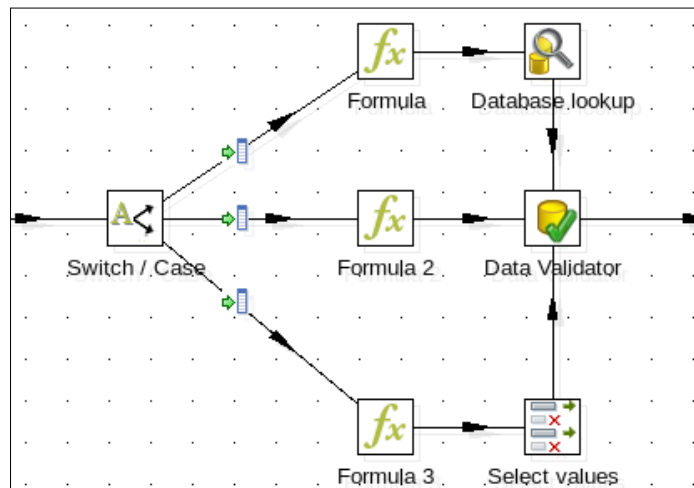 Formula
Database lookup
Switch / Case
Formula 2
Data Validator
Formula 3
Select values